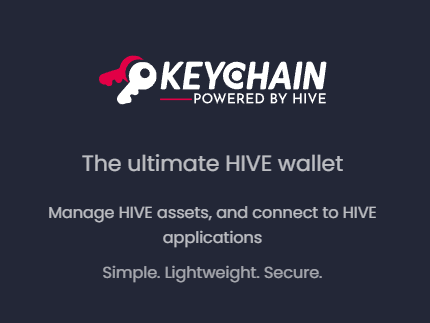 KEYCHAIN
POWERED BY HIVE
The ultimate HIVE wallet
Manage HIVE assets, and connect to HIVE
applications
Simple. Lightweight. Secure.